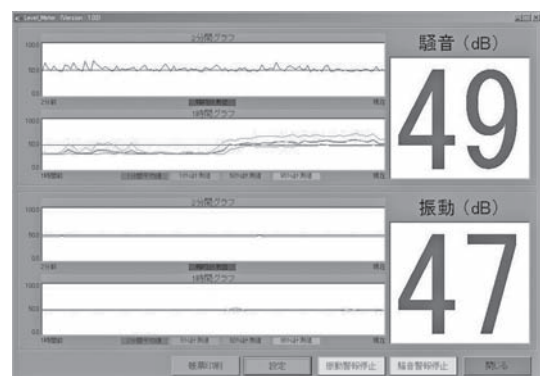 Level_Meter (Version 1.00)
騒音 (dB)
2分間グラフ
100.0
50.0
0.0
2分前
現在
1時間グラフ
100.0
50.0
0.0
1時間前
現在
49
振動 (dB)
2分間グラフ
100.0
50.0
0.0
2分前
現在
1時間グラフ
100.0
50.0
0.0
1時間前
現在
47
帳票印刷
設定
振動警報停止
騒音警報停止
閉じる